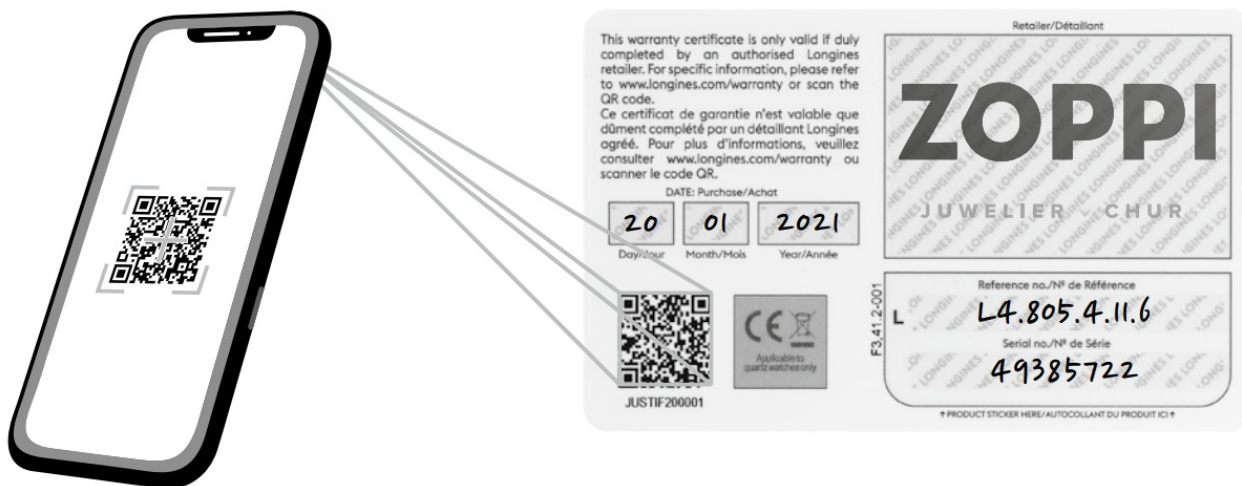 This warranty certificate is only valid if duly
completed by an authorised Longines
retailer. For specific information, please refer
to www.longines.com/warranty or scan the
QR code.
Ce certificat de garantie n'est valable que
dûment complété par un détaillant Longines
agréé. Pour plus d'informations, veuillez
consulter www.longines.com/warranty ou
scanner le code QR.
DATE: Purchase/Achat
20 01 2021
Day/Jour Month/Mois Year/Année
JUSTIF200001
CE
Applicable to
quartz watches only
Retailer/Détaillant
ZOPPI
JUWELIER CHUR
F3,41.2-001
Reference no./Nº de Référence
L L4.805.4.11.6
Serial no./Nº de Série
49385722
↑ PRODUCT STICKER HERE/AUTOCOLLANT DU PRODUIT ICI ↑